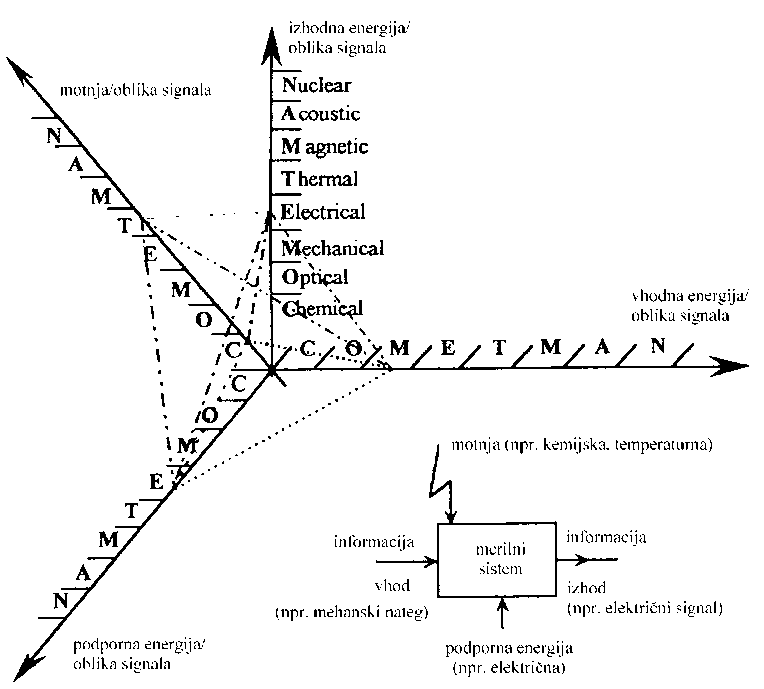 izhodna energija/
oblika signala
motnja/oblika signala
Nuclear
Acoustic
Magnetic
Thermal
Electrical
Mechanical
Optical
Chemical
N
A
M
T
E
M
O
C
vhodna energija/
oblika signala
C O M E T M A N
C
O
M
E
T
M
A
N
podporna energija/
oblika signala
motnja (npr. kemijska, temperaturna)
informacija
vhod
(npr. mehanski nateg)
merilni
sistem
informacija
izhod
(npr. električni signal)
podporna energija
(npr. električna)